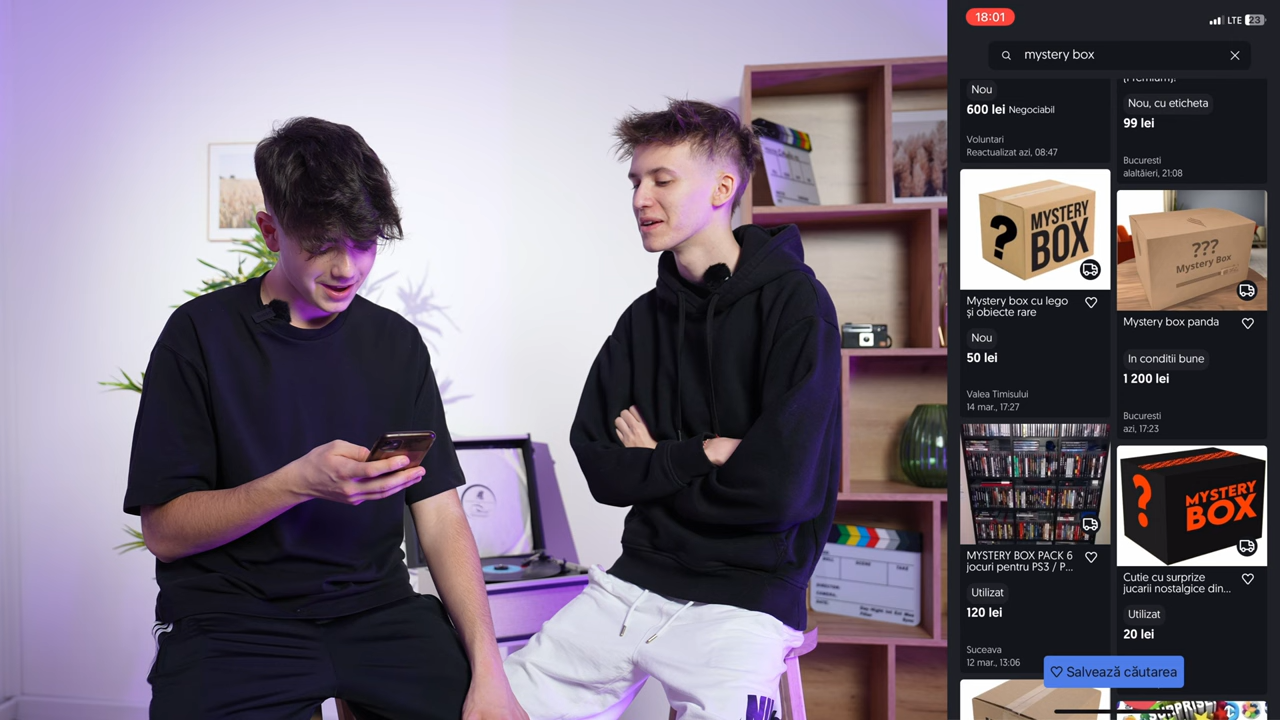 18:01
LTE 23
mystery box
Nou
600 lei Negociabil
Voluntari
Reactualizat azi, 08:47
Nou, cu eticheta
99 lei
Bucuresti
alaltăieri, 21:08
?
MYSTERY
BOX
Mystery box cu lego
și obiecte rare
Nou
50 lei
Valea Timisului
14 mar., 17:27
???
Mystery Box
Mystery box panda
In conditii bune
1 200 lei
Bucuresti
azi, 17:23
MYSTERY BOX PACK 6
jocuri pentru PS3 / P...
Utilizat
120 lei
Suceava
12 mar., 13:06
?
MYSTERY
BOX
Cutie cu surprize
jucarii nostalgice din...
Utilizat
20 lei
Salvează căutarea
SCENE
TAKE